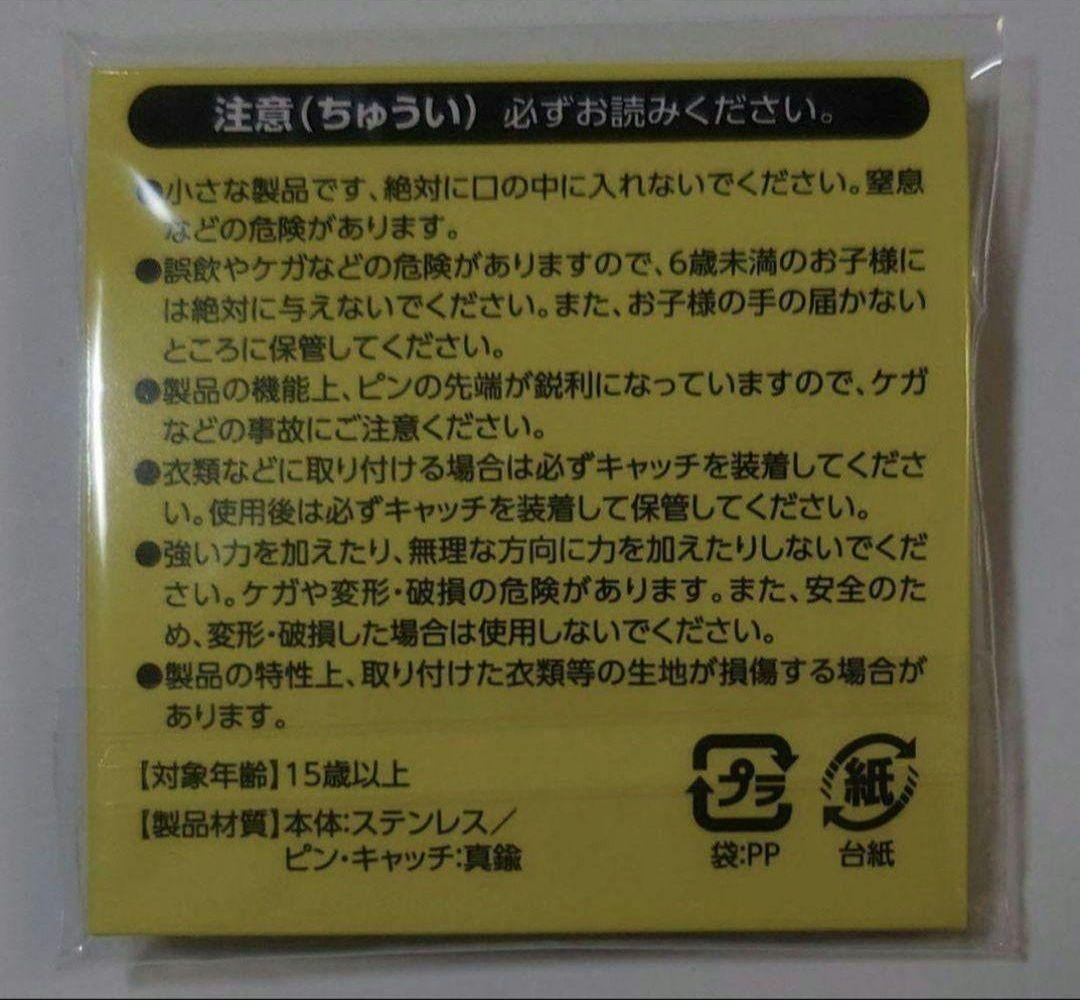 注意（ちゅうい） 必ずお読みください。
●小さな製品です、絶対に口の中に入れないでください。窒息
などの危険があります。
●誤飲やケガなどの危険がありますので、6歳未満のお子様に
は絶対に与えないでください。また、お子様の手の届かない
ところに保管してください。
●製品の機能上、ピンの先端が鋭利になっていますので、ケガ
などの事故にご注意ください。
●衣類などに取り付ける場合は必ずキャッチを装着してくださ
い。使用後は必ずキャッチを装着して保管してください。
●強い力を加えたり、無理な方向に力を加えたりしないでくだ
さい。ケガや変形・破損の危険があります。また、安全のた
め、変形・破損した場合は使用しないでください。
●製品の特性上、取り付けた衣類等の生地が損傷する場合が
あります。
【対象年齢】15歳以上
【製品材質】本体:ステンレス／
ピン・キャッチ:真鍮
プラ
袋:PP
紙
台紙